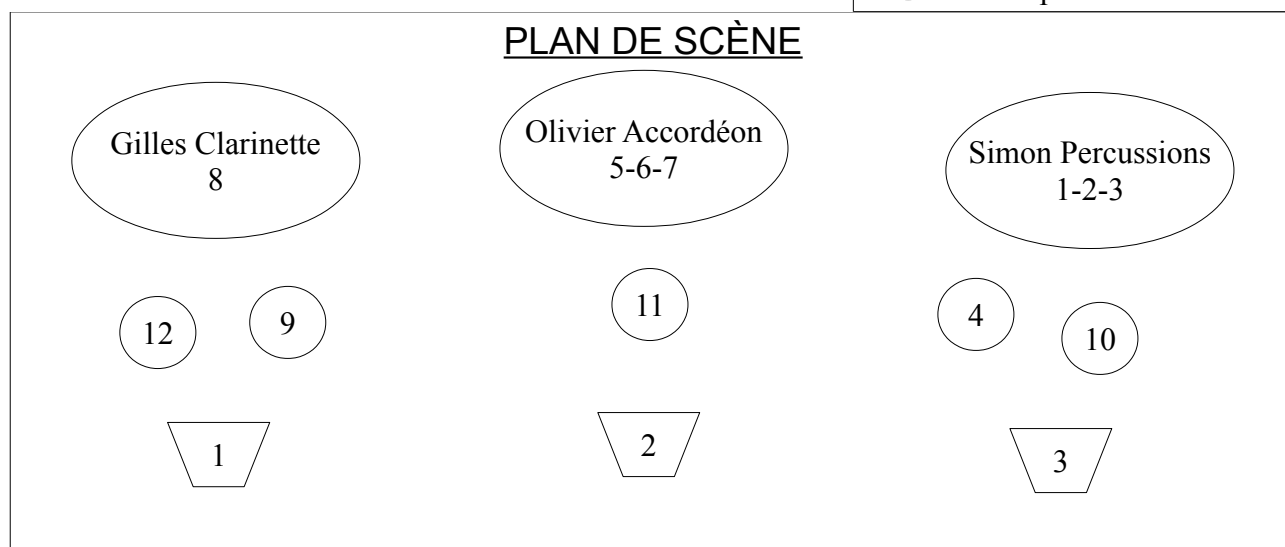 PLAN DE SCÈNE
Gilles Clarinette
8
Olivier Accordéon
5-6-7
Simon Percussions
1-2-3
12
9
11
4
10
1
2
3